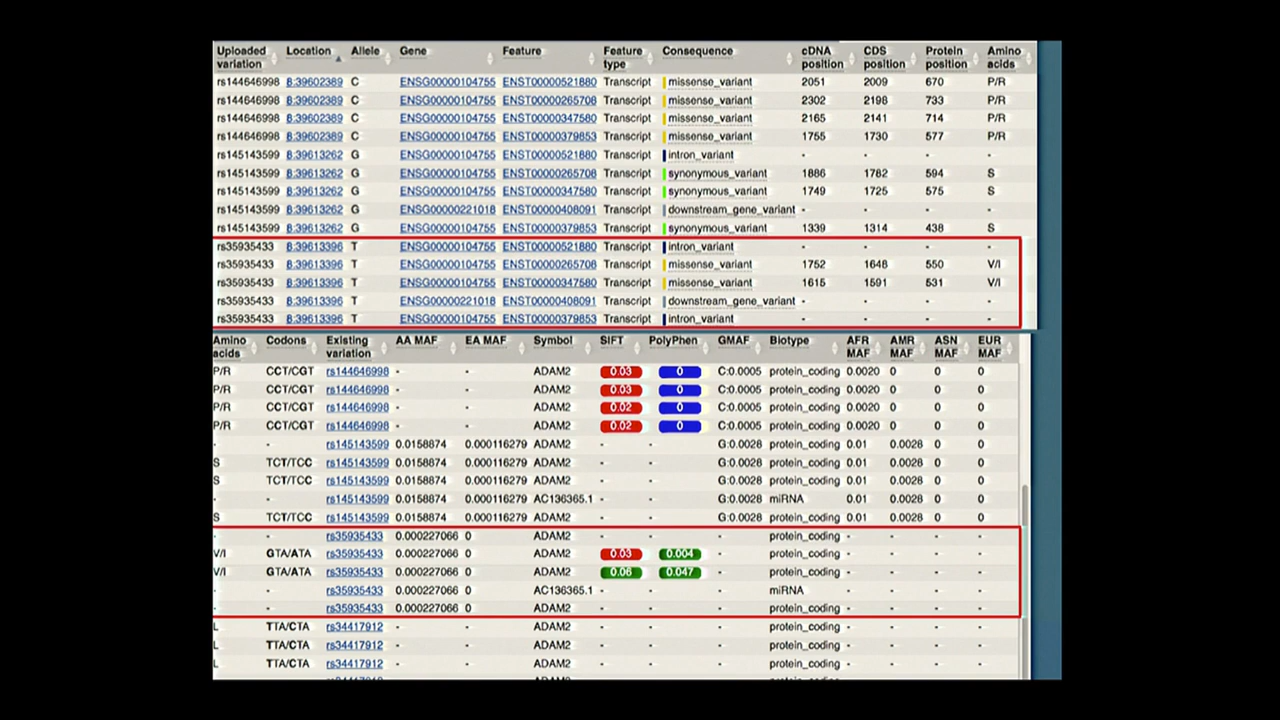 Uploaded variation Location Allele Gene Feature Feature type Consequence cDNA position CDS position Protein position Amino acids
rs144646998 8:39602389 C ENSG00000104755 ENST00000521880 Transcript missense_variant 2051 2009 670 P/R
rs144646998 8:39602389 C ENSG00000104755 ENST00000265708 Transcript missense_variant 2302 2198 733 P/R
rs144646998 8:39602389 C ENSG00000104755 ENST00000347580 Transcript missense_variant 2165 2141 714 P/R
rs144646998 8:39602389 C ENSG00000104755 ENST00000379853 Transcript missense_variant 1755 1730 577 P/R
rs145143599 8:39613262 G ENSG00000104755 ENST00000521880 Transcript intron_variant - - - -
rs145143599 8:39613262 G ENSG00000104755 ENST00000265708 Transcript synonymous_variant 1886 1782 594 S
rs145143599 8:39613262 G ENSG00000104755 ENST00000347580 Transcript synonymous_variant 1749 1725 575 S
rs145143599 8:39613262 G ENSG00000221018 ENST00000408091 Transcript downstream_gene_variant - - - -
rs145143599 8:39613262 G ENSG00000104755 ENST00000379853 Transcript synonymous_variant 1339 1314 438 S
rs35935433 8:39613396 T ENSG00000104755 ENST00000521880 Transcript intron_variant - - - -
rs35935433 8:39613396 T ENSG00000104755 ENST00000265708 Transcript missense_variant 1752 1648 550 V/I
rs35935433 8:39613396 T ENSG00000104755 ENST00000347580 Transcript missense_variant 1615 1591 531 V/I
rs35935433 8:39613396 T ENSG00000221018 ENST00000408091 Transcript downstream_gene_variant - - - -
rs35935433 8:39613396 T ENSG00000104755 ENST00000379853 Transcript intron_variant - - - -
Amino acids Codons Existing variation AA MAF EA MAF Symbol SIFT PolyPhen GMAF Biotype AFR MAF AMR MAF ASN MAF EUR MAF
P/R CCT/CGT rs144646998 - - ADAM2 0.03 0 C:0.0005 protein_coding 0.0020 0 0 0
P/R CCT/CGT rs144646998 - - ADAM2 0.03 0 C:0.0005 protein_coding 0.0020 0 0 0
P/R CCT/CGT rs144646998 - - ADAM2 0.02 0 C:0.0005 protein_coding 0.0020 0 0 0
P/R CCT/CGT rs144646998 - - ADAM2 0.02 0 C:0.0005 protein_coding 0.0020 0 0 0
- - rs145143599 0.0158874 0.000116279 ADAM2 - - G:0.0028 protein_coding 0.01 0.0028 0 0
S TCT/TCC rs145143599 0.0158874 0.000116279 ADAM2 - - G:0.0028 protein_coding 0.01 0.0028 0 0
S TCT/TCC rs145143599 0.0158874 0.000116279 ADAM2 - - G:0.0028 protein_coding 0.01 0.0028 0 0
- - rs145143599 0.0158874 0.000116279 AC136365.1 - - G:0.0028 miRNA 0.01 0.0028 0 0
S TCT/TCC rs145143599 0.0158874 0.000116279 ADAM2 - - G:0.0028 protein_coding 0.01 0.0028 0 0
- - rs35935433 0.000227066 0 ADAM2 - - - protein_coding - - - -
V/I GTA/ATA rs35935433 0.000227066 0 ADAM2 0.03 0.004 - protein_coding - - - -
V/I GTA/ATA rs35935433 0.000227066 0 ADAM2 0.06 0.047 - protein_coding - - - -
- - rs35935433 0.000227066 0 AC136365.1 - - - miRNA - - - -
- - rs35935433 0.000227066 0 ADAM2 - - - protein_coding - - - -
L TTA/CTA rs34417912 - - ADAM2 - - - protein_coding - - - -
L TTA/CTA rs34417912 - - ADAM2 - - - protein_coding - - - -
L TTA/CTA rs34417912 - - ADAM2 - - - protein_coding - - - -